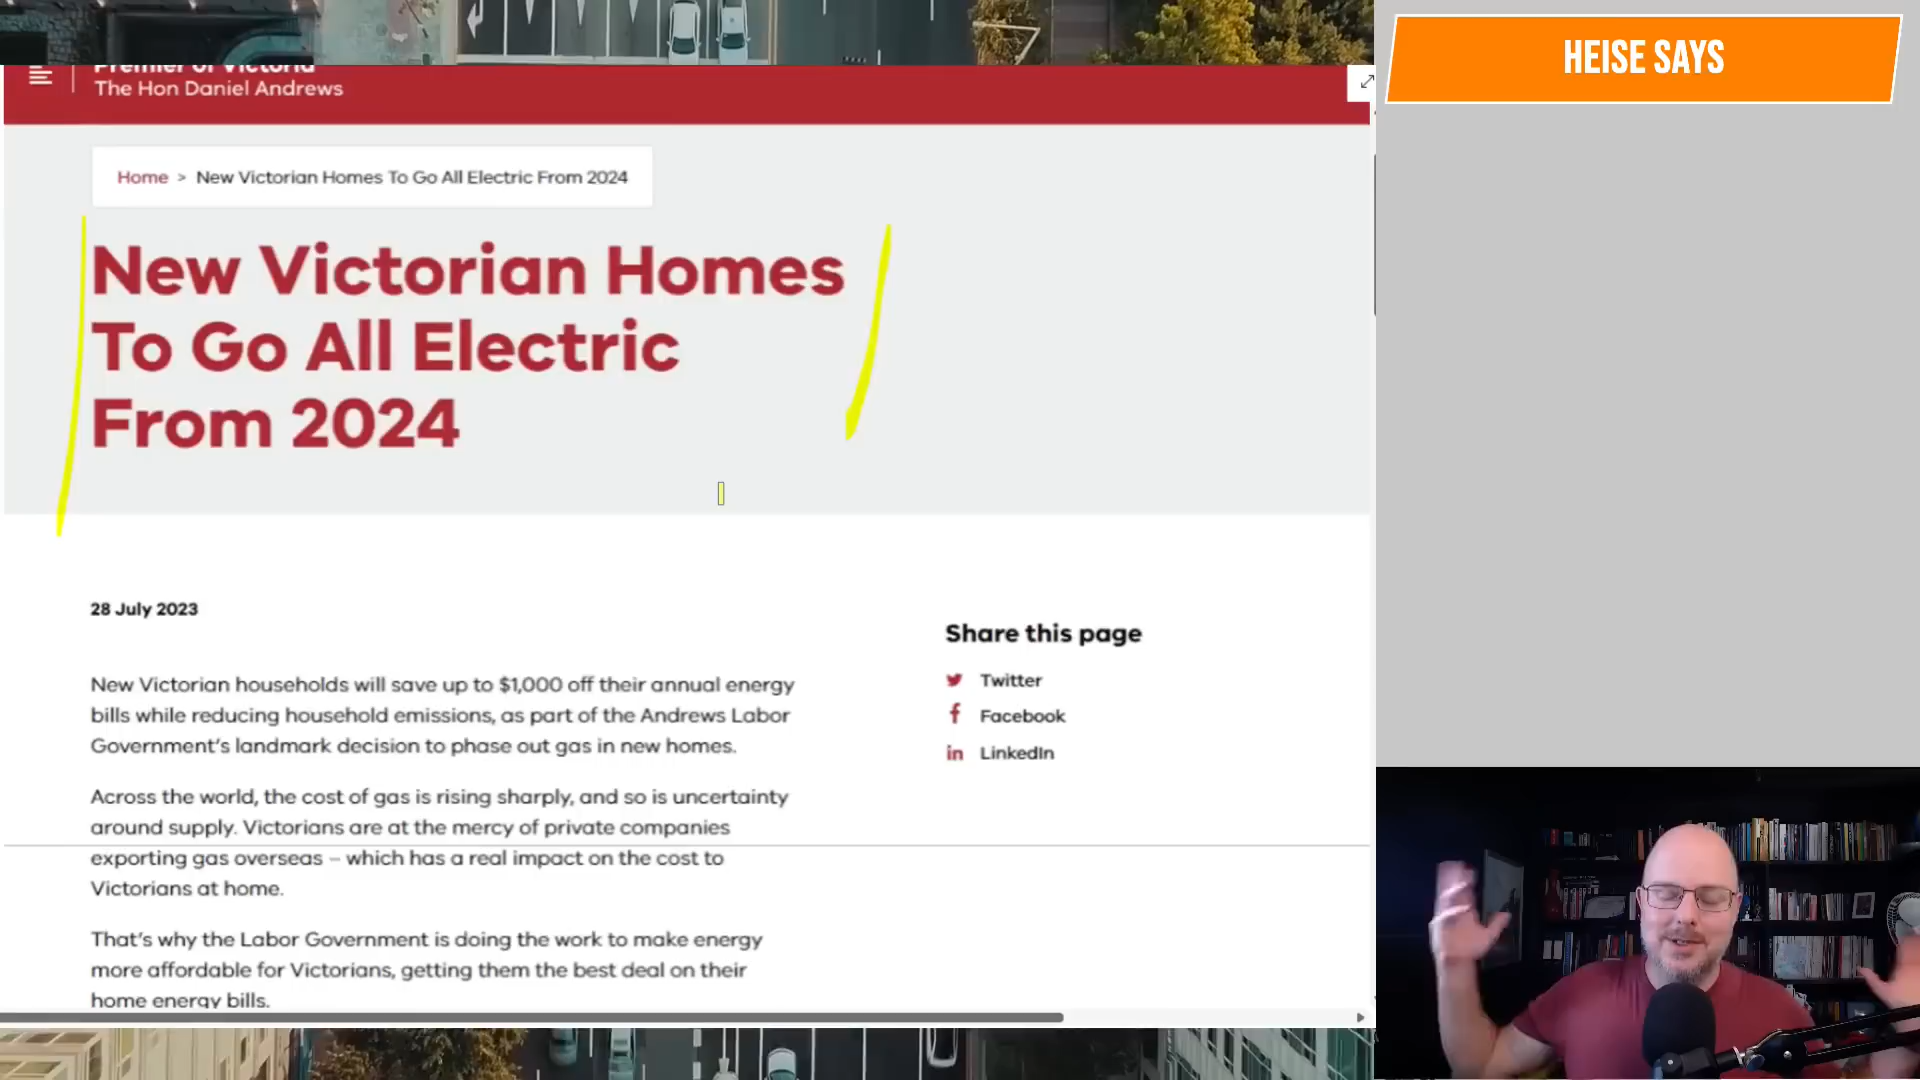 Premier of Victoria
The Hon Daniel Andrews
HEISE SAYS
Home > New Victorian Homes To Go All Electric From 2024
New Victorian Homes
To Go All Electric
From 2024
28 July 2023
New Victorian households will save up to $1,000 off their annual energy
bills while reducing household emissions, as part of the Andrews Labor
Government's landmark decision to phase out gas in new homes.
Across the world, the cost of gas is rising sharply, and so is uncertainty
around supply. Victorians are at the mercy of private companies
exporting gas overseas – which has a real impact on the cost to
Victorians at home.
That's why the Labor Government is doing the work to make energy
more affordable for Victorians, getting them the best deal on their
home energy bills.
Share this page
Twitter
Facebook
LinkedIn